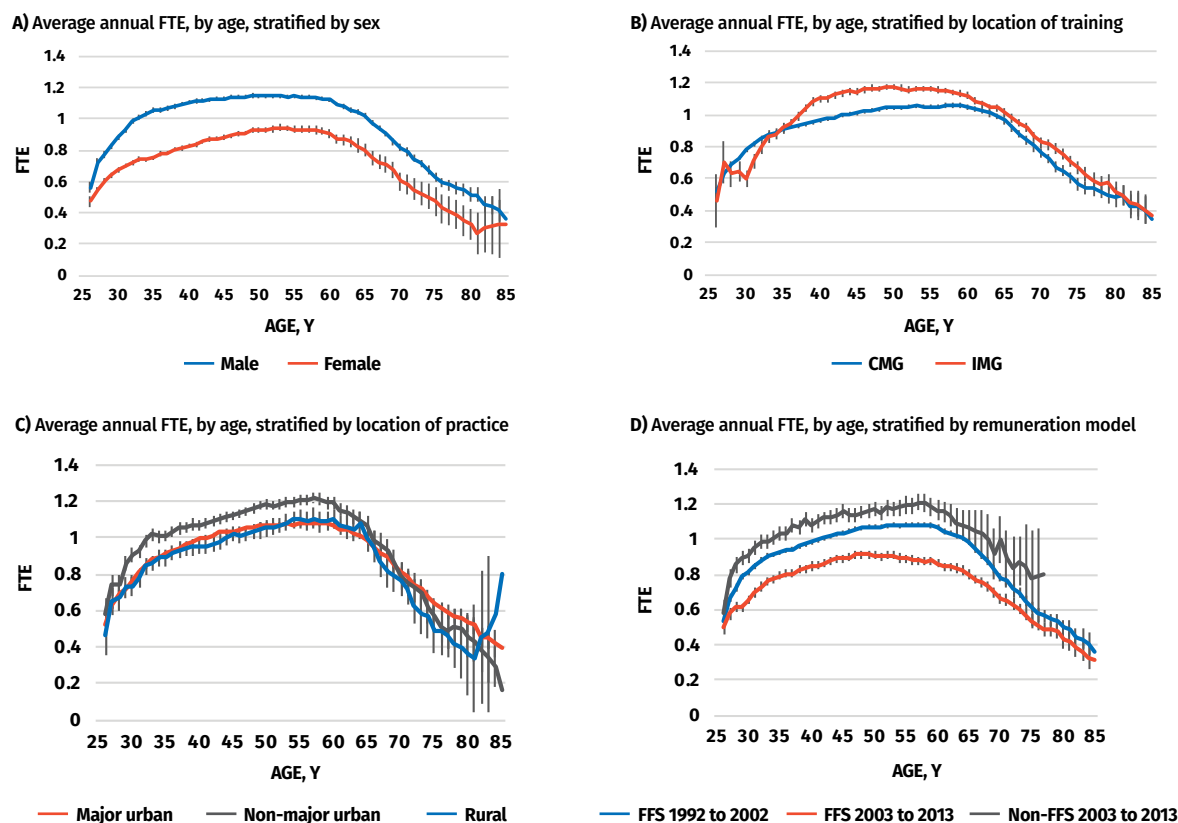 A) Average annual FTE, by age, stratified by sex
1.4
1.2
1
0.8
0.6
0.4
0.2
0
FTE
25 30 35 40 45 50 55 60 65 70 75 80 85
AGE, Y
Male Female
B) Average annual FTE, by age, stratified by location of training
1.4
1.2
1
0.8
0.6
0.4
0.2
0
FTE
25 30 35 40 45 50 55 60 65 70 75 80 85
AGE, Y
CMG IMG
C) Average annual FTE, by age, stratified by location of practice
1.4
1.2
1
0.8
0.6
0.4
0.2
0
FTE
25 30 35 40 45 50 55 60 65 70 75 80 85
AGE, Y
Major urban Non-major urban Rural
D) Average annual FTE, by age, stratified by remuneration model
1.4
1.2
1
0.8
0.6
0.4
0.2
0
FTE
25 30 35 40 45 50 55 60 65 70 75 80 85
AGE, Y
FFS 1992 to 2002 FFS 2003 to 2013 Non-FFS 2003 to 2013